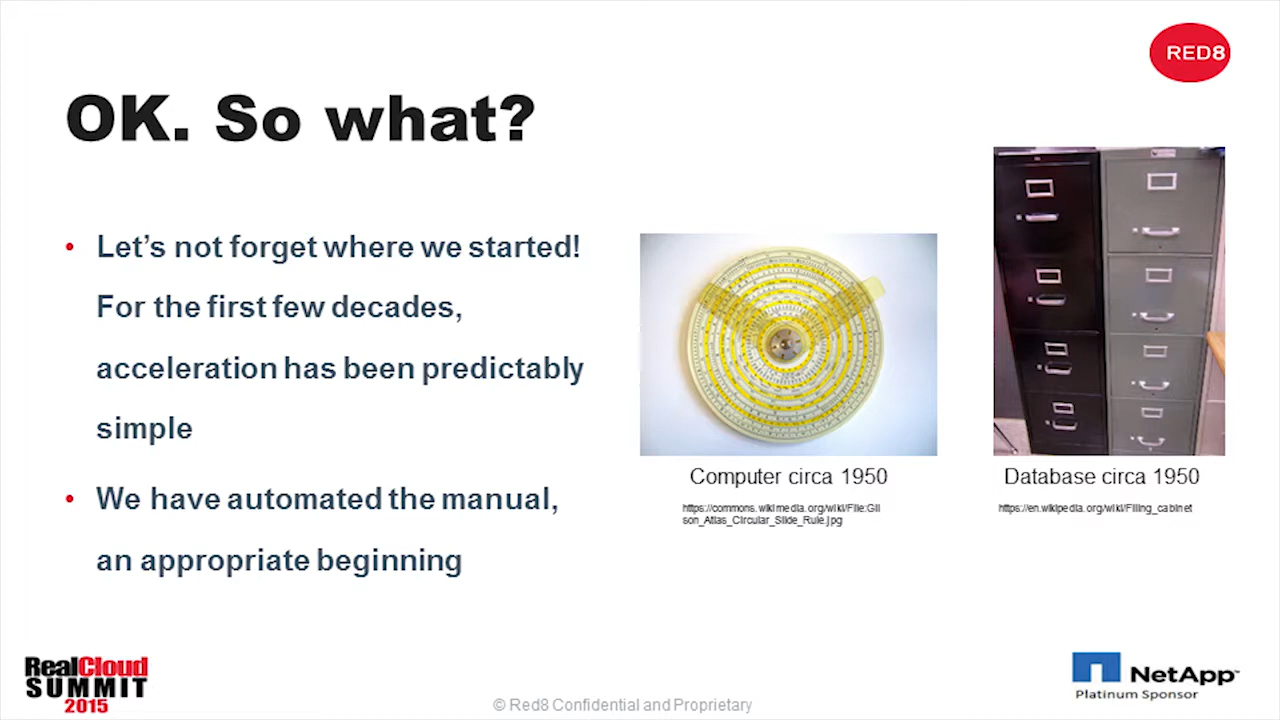 RED8
OK. So what?
• Let’s not forget where we started!
For the first few decades,
acceleration has been predictably
simple
• We have automated the manual,
an appropriate beginning
Computer circa 1950
https://commons.wikimedia.org/wiki/File:Gil
son_Atlas_Circular_Slide_Rule.jpg
Database circa 1950
https://en.wikipedia.org/wiki/Filing_cabinet
RealCloud
SUMMIT
2015
© Red8 Confidential and Proprietary
NetApp™
Platinum Sponsor